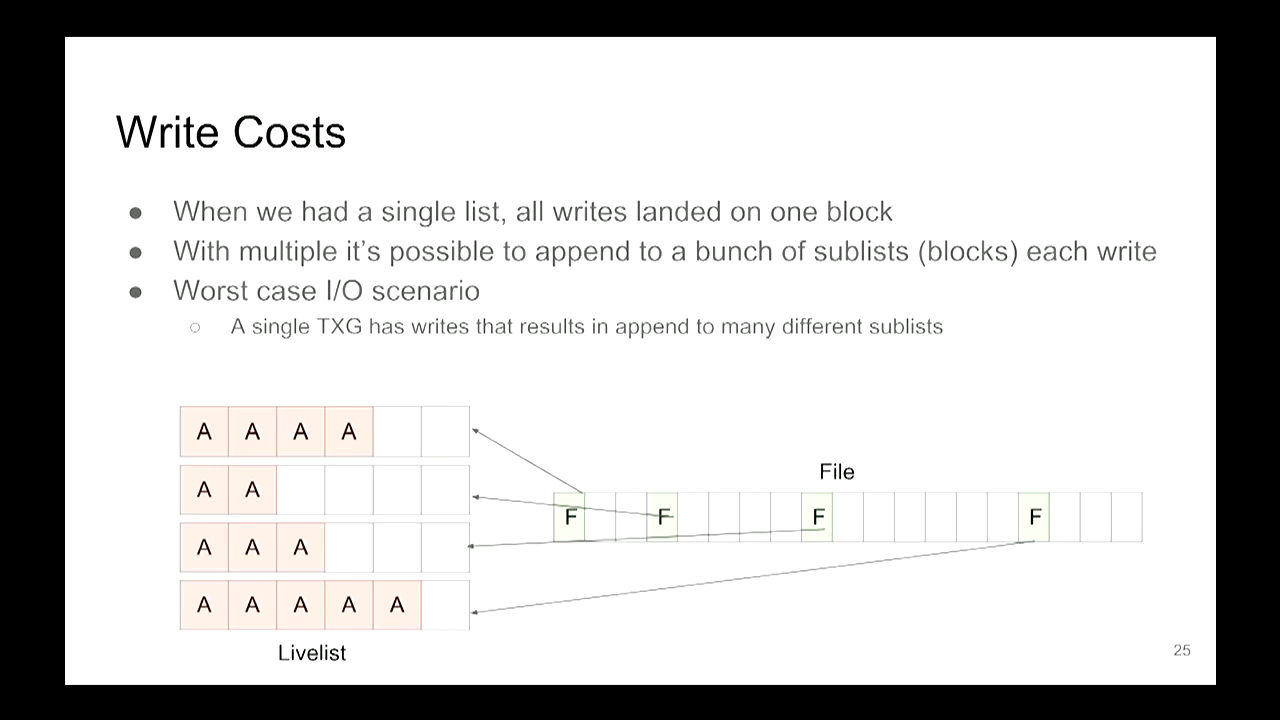 Write Costs
● When we had a single list, all writes landed on one block
● With multiple it's possible to append to a bunch of sublists (blocks) each write
● Worst case I/O scenario
○ A single TXG has writes that results in append to many different sublists
A A A A
A A
A A A
A A A A A
Livelist
File
F F F F
25